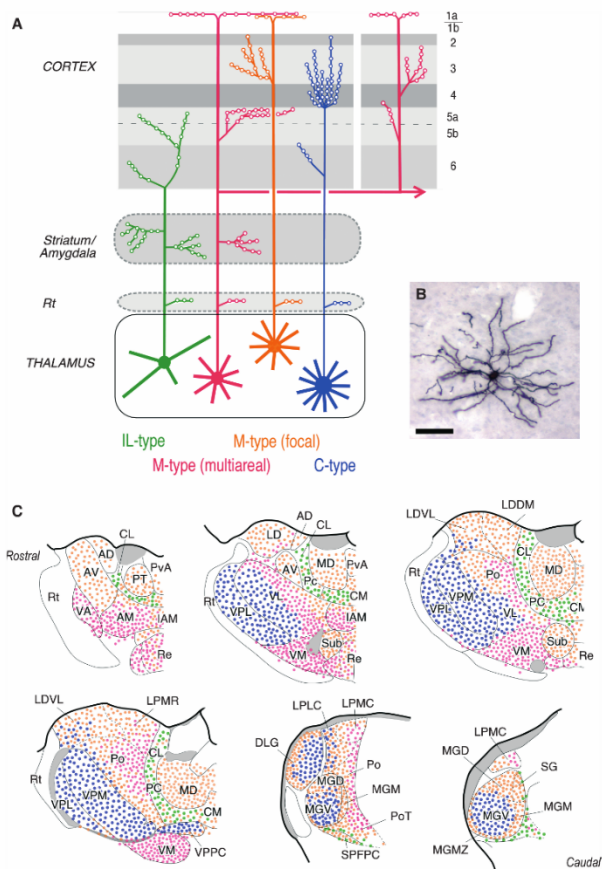 A
CORTEX
1a
1b
2
3
4
5a
5b
6
Striatum/
Amygdala
Rt
THALAMUS
IL-type
M-type (focal)
M-type (multiareal)
C-type
B
C
Rostral
CL
AD
PvA
AV
PT
Rt
VA
AM
IAM
Re
AD
CL
LD
MD
PvA
AV
Pc
Rt
VL
CM
VPL
IAM
Sub
VM
Re
LDDM
LDVL
CL
Rt
MD
Po
VPM
PC
CM
VPL
VL
Sub
VM
Re
LDVL
LPMR
CL
Po
Rt
PC
MD
VPM
VPL
CM
VM
VPPC
LPLC
LPMC
DLG
Po
MGD
MGM
MGV
PoT
SPFPC
LPMC
MGD
SG
MGV
MGM
MGMZ
Caudal